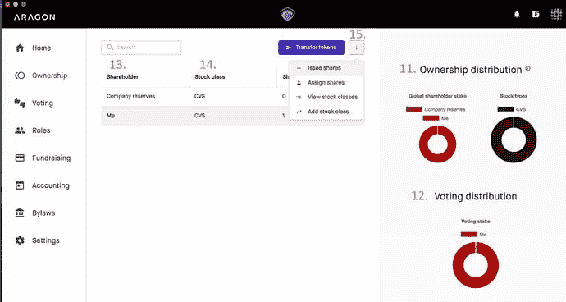 ARAGON
15.
Home
Ownership
Voting
Roles
Fundraising
Accounting
Bylaws
Settings
Search
Transfer tokens
13.
14.
Shareholder
Stock class
Company reserves
CVS
Me
CVS
1
Issue shares
Assign shares
View stock classes
Add stock class
11. Ownership distribution
Global shareholder stake
Company reserves
Me
Stock types
CVS
12. Voting distribution
Voting stake
Me